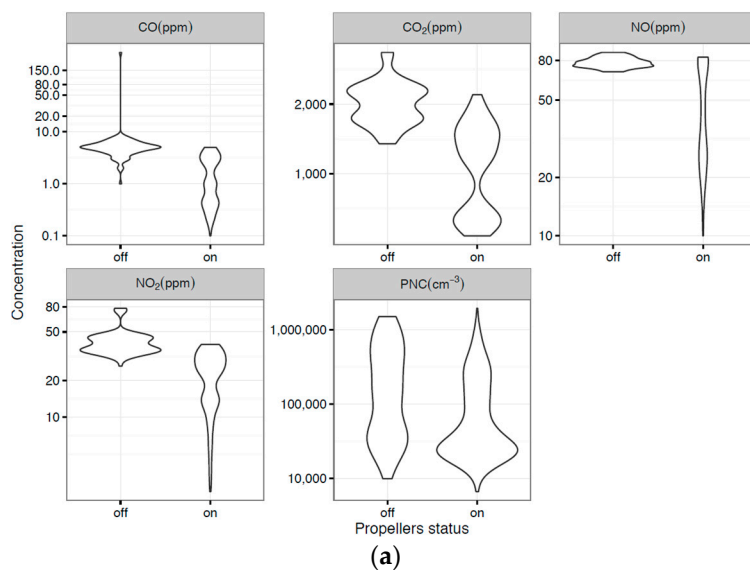 CO(ppm)
CO₂(ppm)
NO(ppm)
150.0
80.0
50.0
20.0
10.0
1.0
0.1
2,000
1,000
80
50
20
10
off
on
off
on
off
on
Concentration
NO₂(ppm)
PNC(cm⁻³)
80
50
20
10
1,000,000
100,000
10,000
off
on
off
on
Propellers status
(a)